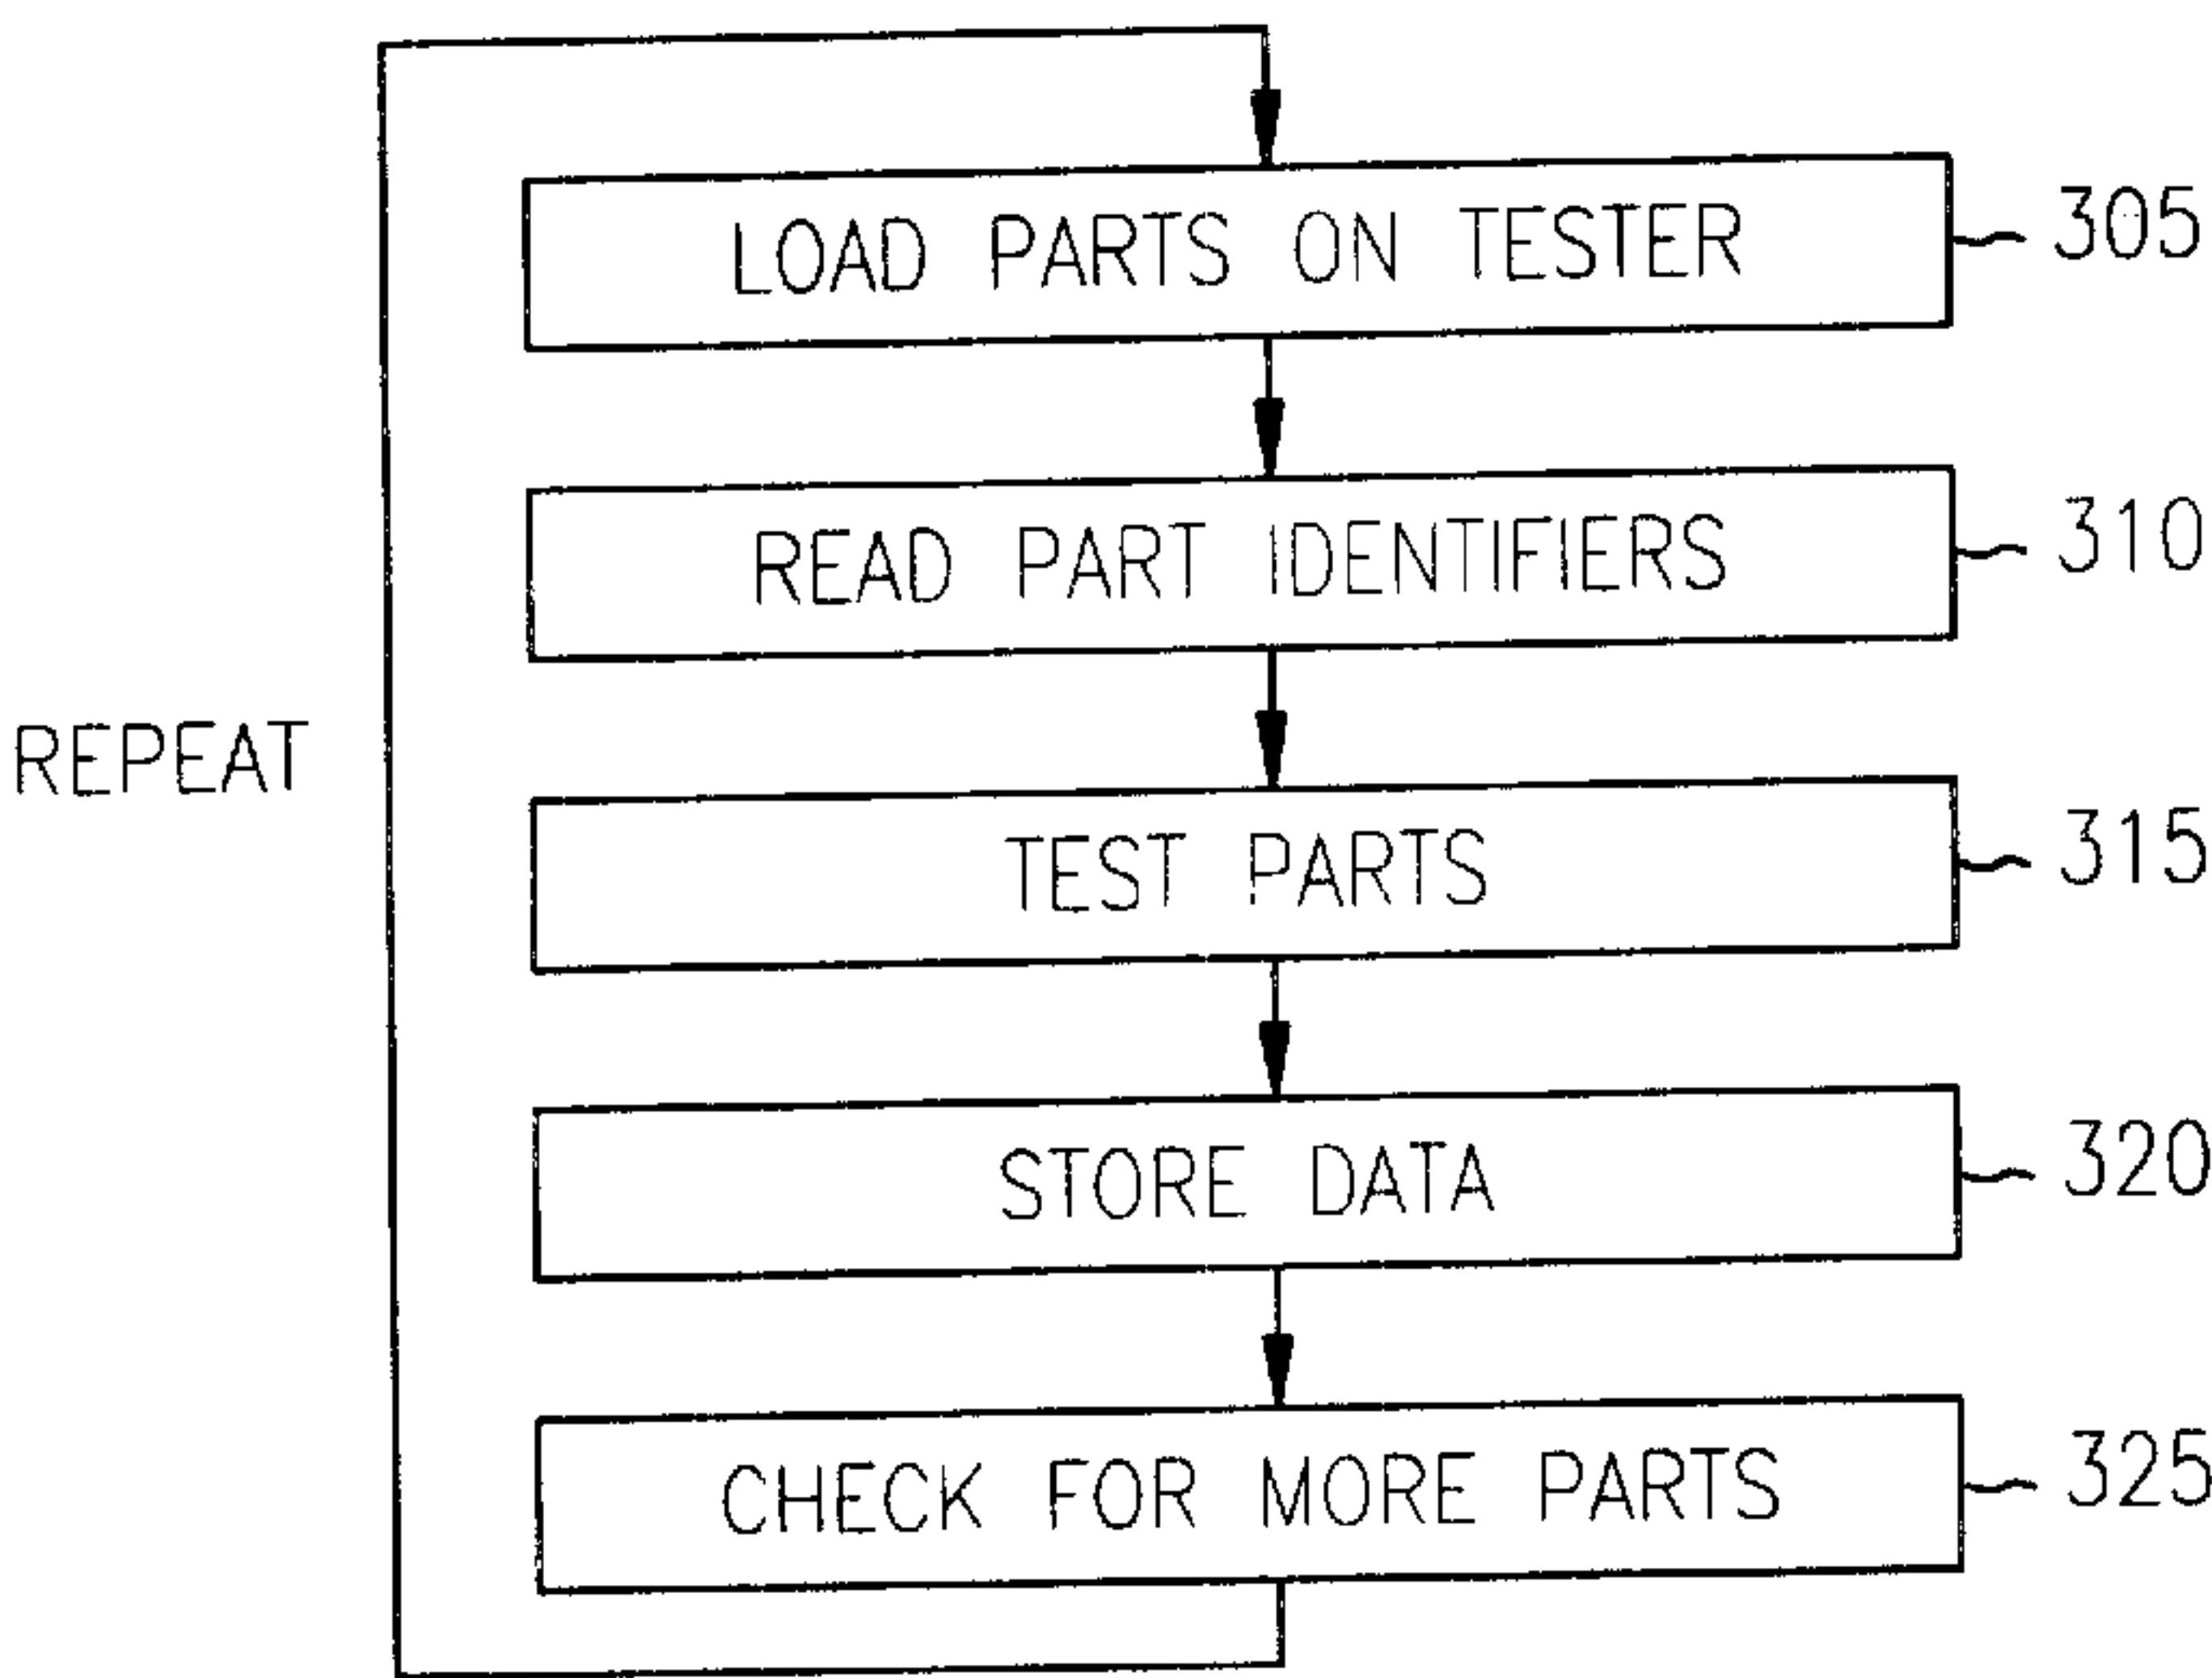 LOAD PARTS ON TESTER 305
READ PART IDENTIFIERS 310
REPEAT
TEST PARTS 315
STORE DATA 320
CHECK FOR MORE PARTS 325